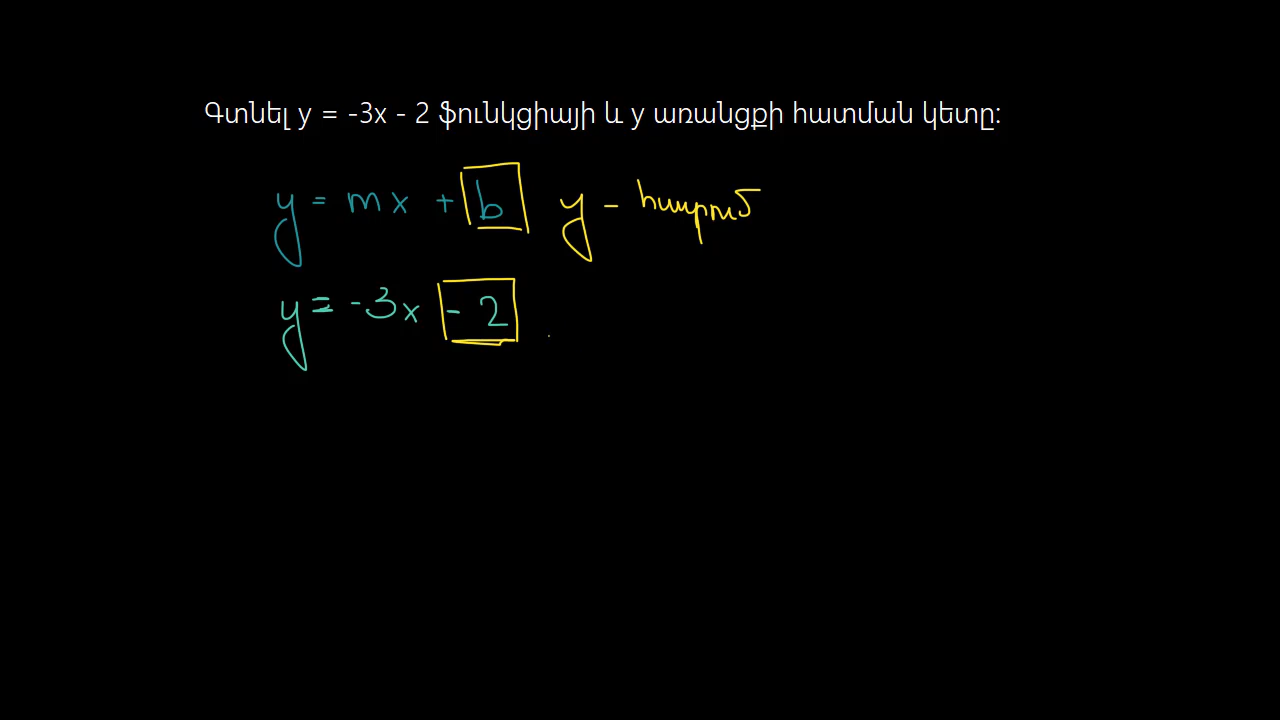 Գտնել y = -3x - 2 ֆունկցիայի և y առանցքի հատման կետը:
y = mx + b y - հատում
y = -3x - 2